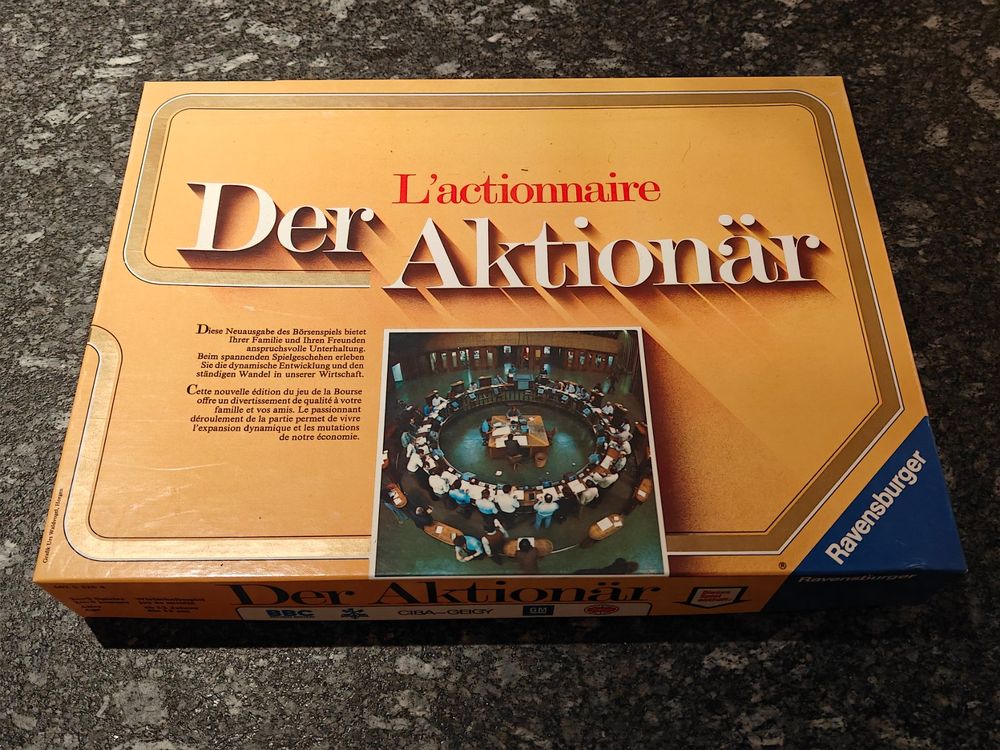 L'actionnaire
Der Aktionär
Diese Neuausgabe des Börsenspiels bietet
Ihrer Familie und Ihren Freunden
anspruchsvolle Unterhaltung.
Beim spannenden Spielgeschehen erleben
Sie die dynamische Entwicklung und den
ständigen Wandel in unserer Wirtschaft.
Cette nouvelle édition du jeu de la Bourse
offre un divertissement de qualité à votre
famille et vos amis. Le passionnant
déroulement de la partie permet de vivre
l'expansion dynamique et les mutations
de notre économie.
Ravensburger
®
Der Aktionär
Ravensburger
BBC
CIBA-GEIGY
GM